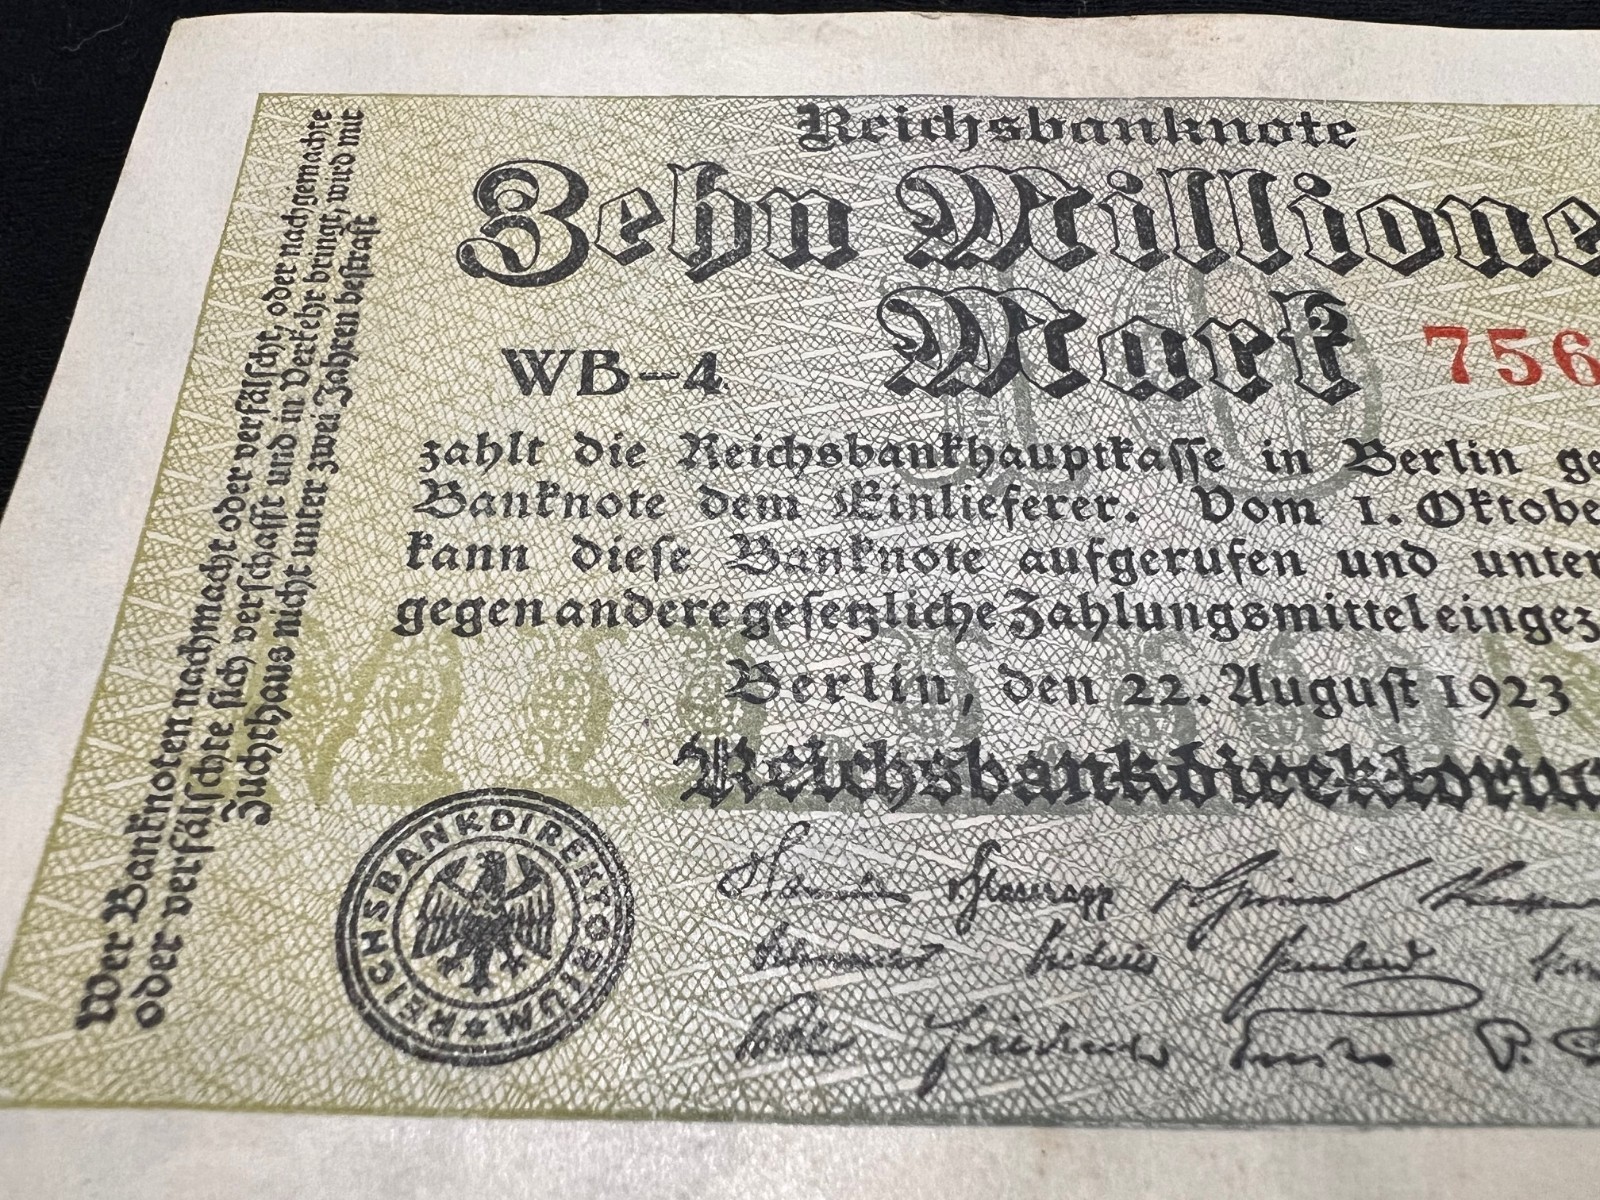 Reichsbanknote
Zehn Millione
Mark
WB-4
756
zahlt die Reichsbankhauptkasse in Berlin ge
Banknote dem Einlieferer. Vom 1. Oktobe
kann diese Banknote aufgerufen und unter
gegen andere gesetzliche Zahlungsmittel eingez
Berlin, den 22. August 1923
Reichsbankdirektoriu
Wer Banknoten nachmacht oder verfälscht, oder nachgemachte
oder verfälschte sich verschafft und in Verkehr bringt, wird mit
Zuchthaus nicht unter zwei Jahren bestraft
REICHSBANKDIREKTORIUM
10
MILLION